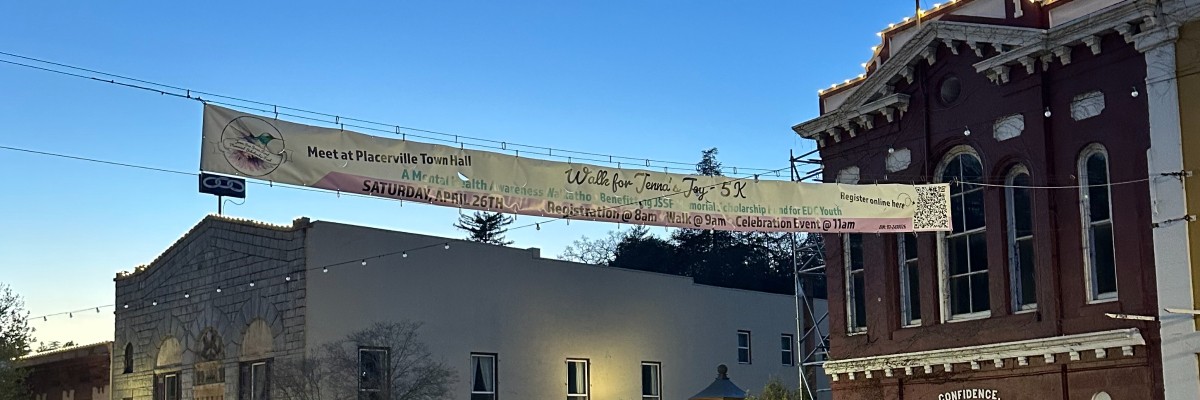 Meet at Placerville Town Hall
Walk for Jenna's Joy - 5K
A Mental Health Awareness Walkathon Benefitting JSSF Memorial Scholarship Fund for EDC Youth
Register online here
SATURDAY, APRIL 26TH
Registration @ 8am Walk @ 9am Celebration Event @ 11am
CONFIDENCE.